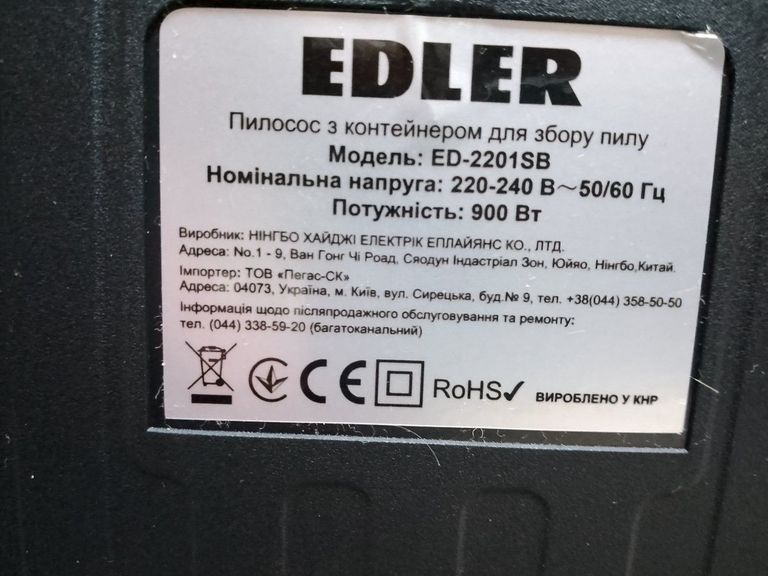 EDLER
Пилосос з контейнером для збору пилу
Модель: ED-2201SB
Номінальна напруга: 220-240 В~50/60 Гц
Потужність: 900 Вт
Виробник: НІНГБО ХАЙДЖІ ЕЛЕКТРІК ЕПЛАЙЯНС КО., ЛТД.
Адреса: No.1 - 9, Ван Гонг Чі Роад, Сяодун Індастріал Зон, Юйяо, Нінгбо,Китай.
Імпортер: ТОВ «Пегас-СК»
Адреса: 04073, Україна, м. Київ, вул. Сирецька, буд.№ 9, тел. +38(044) 358-50-50
Інформація щодо післяпродажного обслуговування та ремонту:
тел. (044) 338-59-20 (багатоканальний)
CE RoHS✓ ВИРОБЛЕНО У КНР